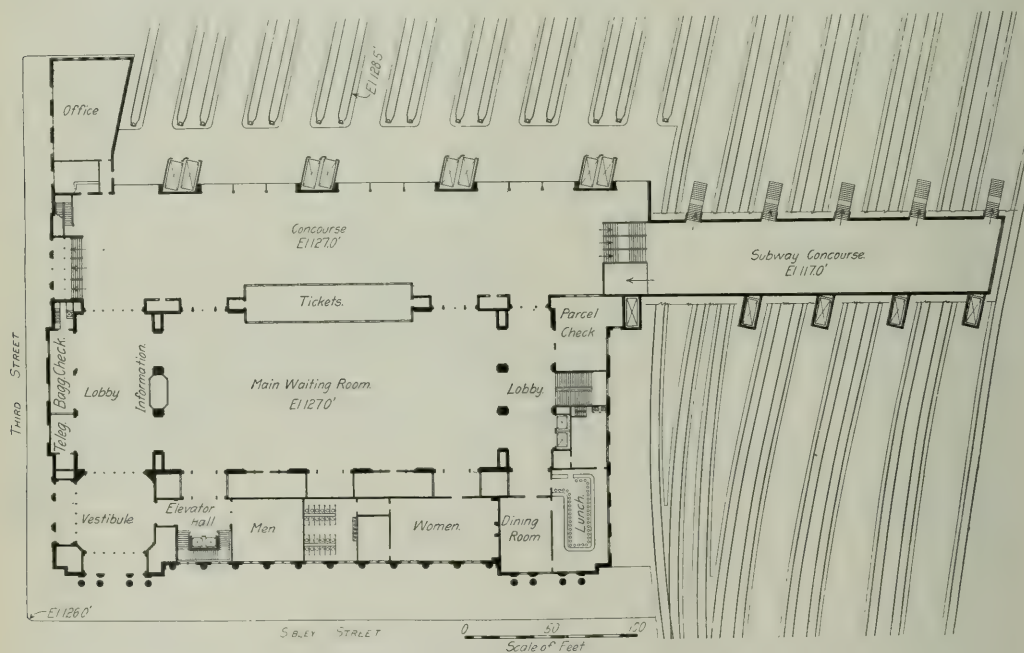 El 128.5'
Office
Concourse
El 127.0'
Subway Concourse.
El 117.0'
Tickets.
Parcel
Check
Bagg Check.
Teleg.
Lobby
Information.
Main Waiting Room.
El 127.0'
Lobby.
THIRD STREET
Vestibule
Elevator
hall
Men
Women.
Dining
Room
Lunch.
El 126.0'
SIBLEY STREET
0 50 120
Scale of Feet